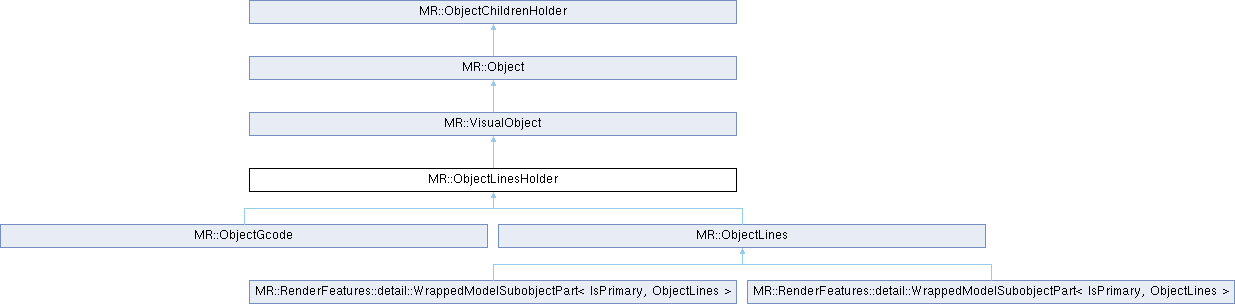 MR::ObjectChildrenHolder
MR::Object
MR::VisualObject
MR::ObjectLinesHolder
MR::ObjectGcode
MR::ObjectLines
MR::RenderFeatures::detail::WrappedModelSubobjectPart< IsPrimary, ObjectLines >
MR::RenderFeatures::detail::WrappedModelSubobjectPart< IsPrimary, ObjectLines >